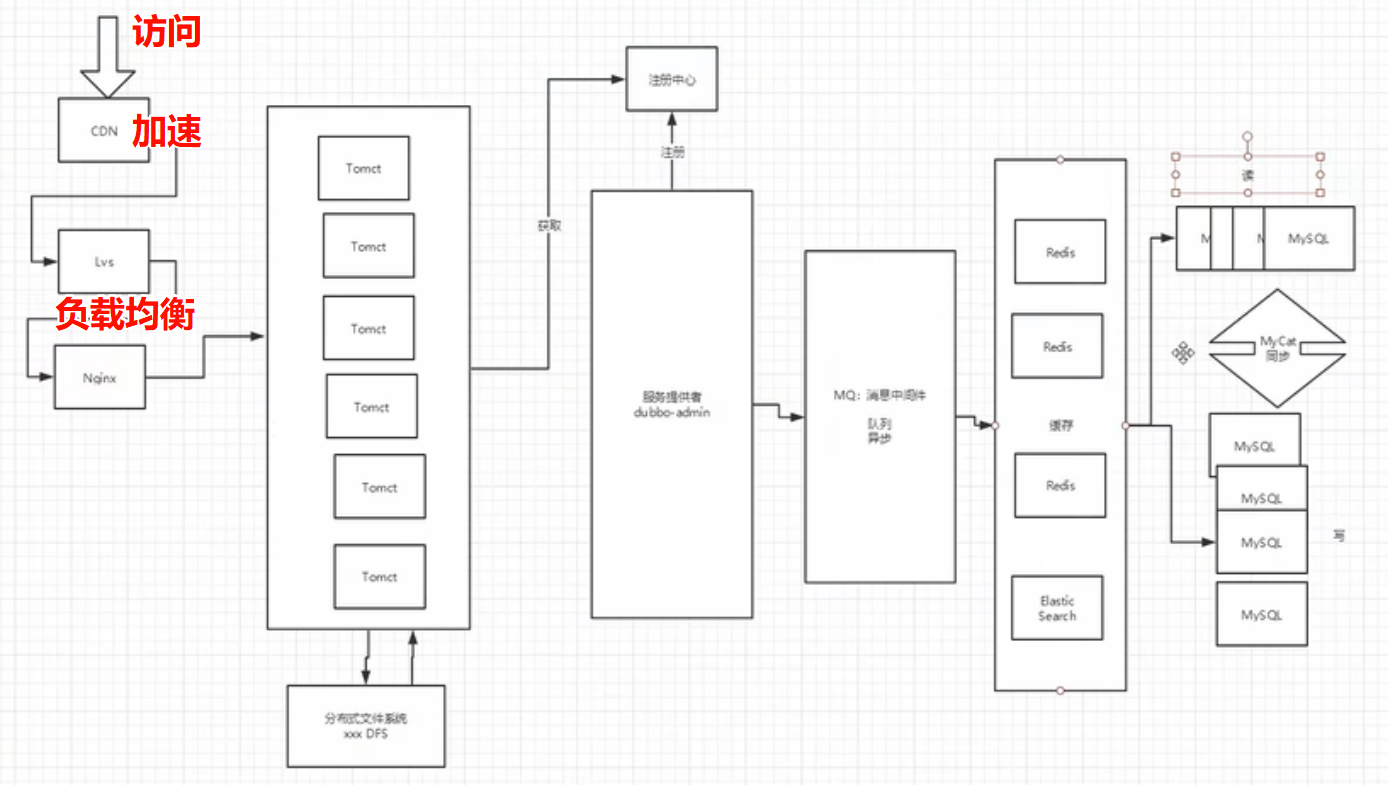 访问
CDN
加速
Lvs
负载均衡
Nginx
Tomct
Tomct
Tomct
Tomct
Tomct
Tomct
分布式文件系统
xxx DFS
获取
注册中心
注册
服务提供者
dubbo-admin
MQ：消息中间件
队列
异步
Redis
Redis
缓存
Redis
Elastic
Search
读
M
M
MySQL
MyCat
同步
MySQL
MySQL
MySQL
写
MySQL